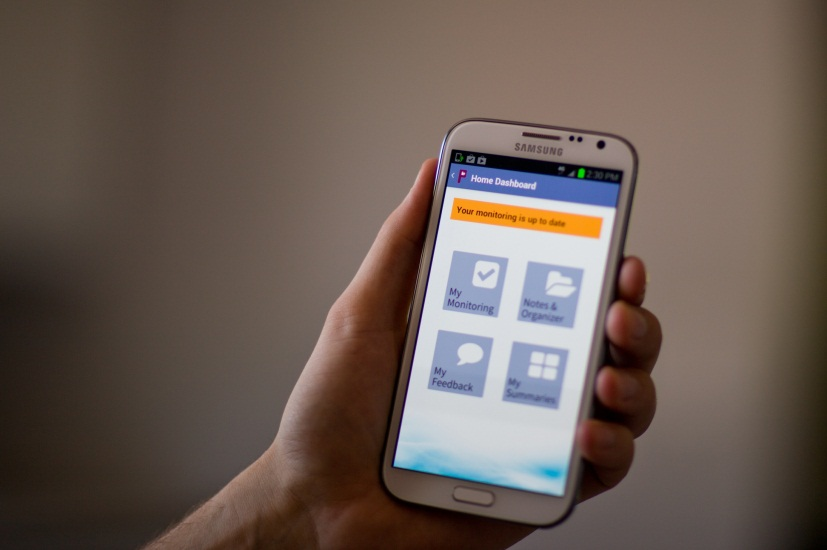 SAMSUNG
2:30 PM
Home Dashboard
Your monitoring is up to date
My
Monitoring
Notes &
Organizer
My
Feedback
My
Summaries